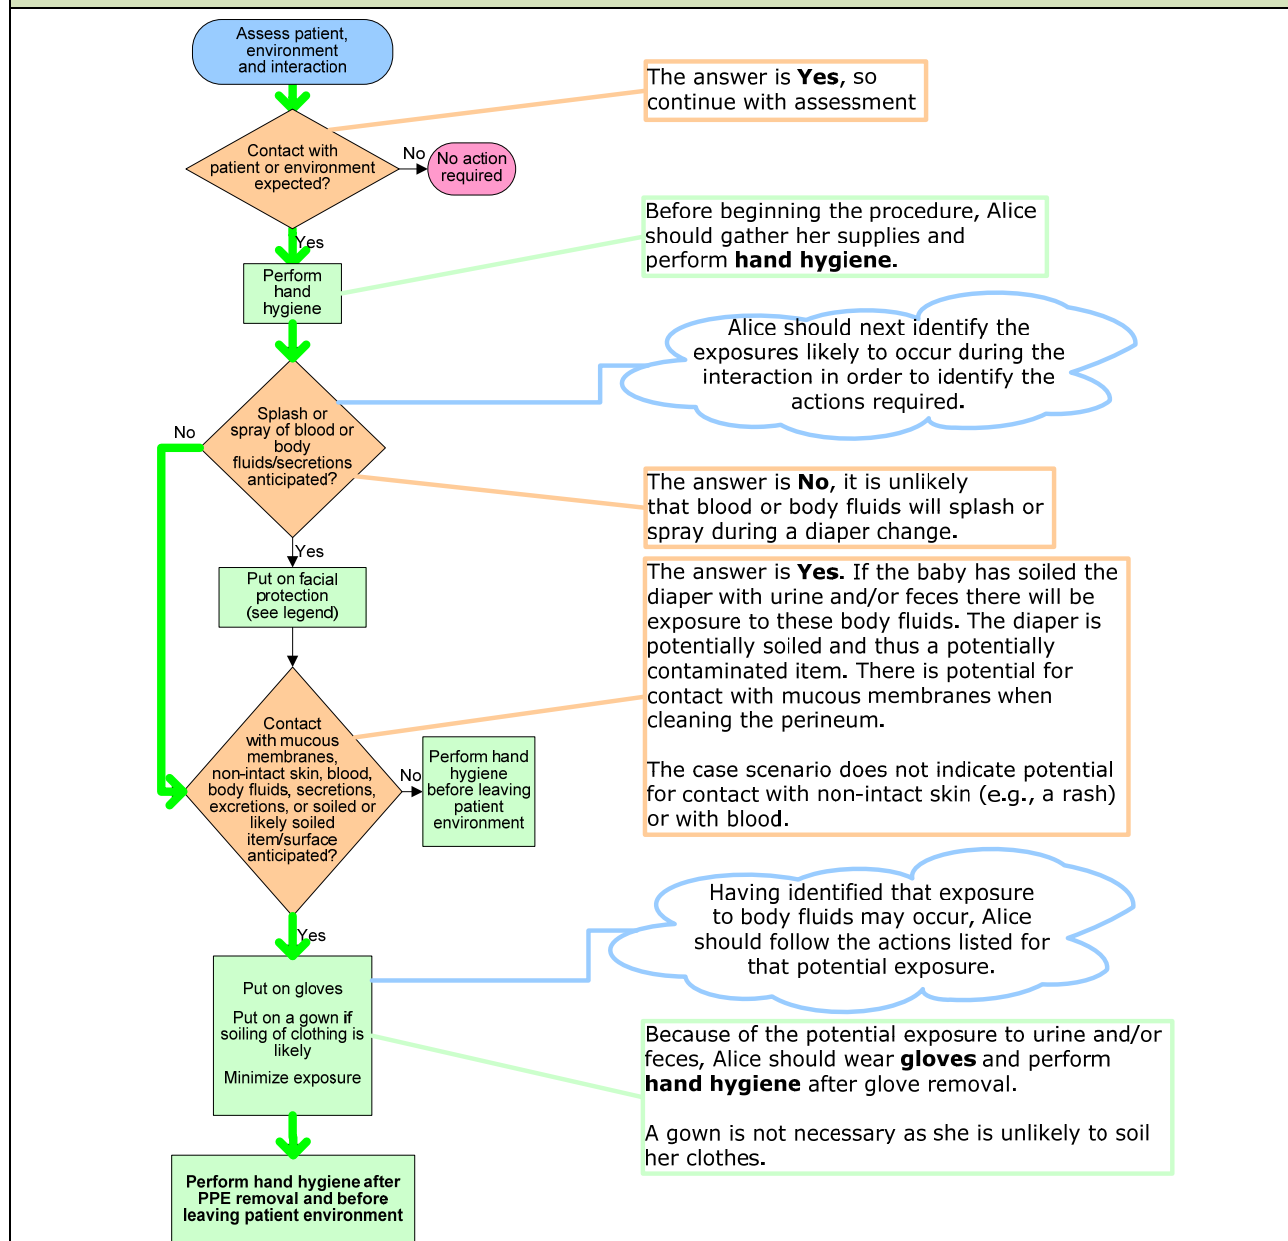 Assess patient,
environment
and interaction
The answer is Yes, so
continue with assessment
Contact with
patient or environment
expected?
No
No action
required
Yes
Before beginning the procedure, Alice
should gather her supplies and
perform hand hygiene.
Perform
hand
hygiene
Alice should next identify the
exposures likely to occur during the
interaction in order to identify the
actions required.
Splash or
spray of blood or
body
fluids/secretions
anticipated?
No
The answer is No, it is unlikely
that blood or body fluids will splash or
spray during a diaper change.
Yes
Put on facial
protection
(see legend)
The answer is Yes. If the baby has soiled the
diaper with urine and/or feces there will be
exposure to these body fluids. The diaper is
potentially soiled and thus a potentially
contaminated item. There is potential for
contact with mucous membranes when
cleaning the perineum.
The case scenario does not indicate potential
for contact with non-intact skin (e.g., a rash)
or with blood.
Contact
with mucous
membranes,
non-intact skin, blood,
body fluids, secretions,
excretions, or soiled or
likely soiled
item/surface
anticipated?
No
Perform hand
hygiene
before leaving
patient
environment
Yes
Having identified that exposure
to body fluids may occur, Alice
should follow the actions listed for
that potential exposure.
Put on gloves
Put on a gown if
soiling of clothing is
likely
Minimize exposure
Because of the potential exposure to urine and/or
feces, Alice should wear gloves and perform
hand hygiene after glove removal.
A gown is not necessary as she is unlikely to soil
her clothes.
Perform hand hygiene after
PPE removal and before
leaving patient environment